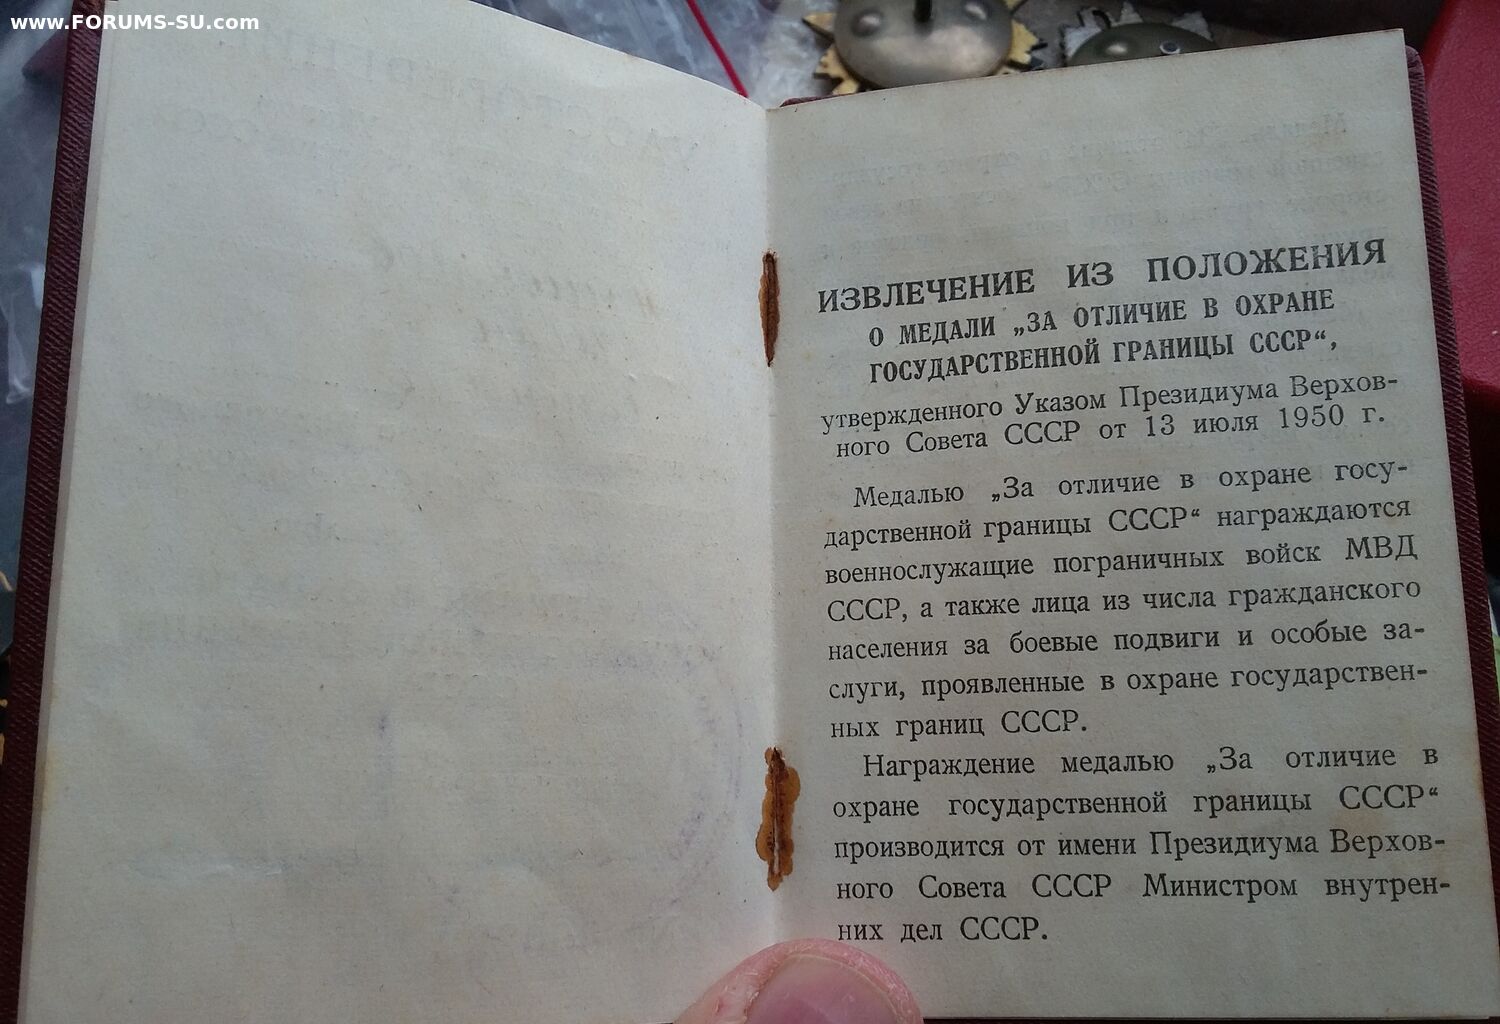 www.FORUMS-SU.com
ИЗВЛЕЧЕНИЕ ИЗ ПОЛОЖЕНИЯ
О МЕДАЛИ „ЗА ОТЛИЧИЕ В ОХРАНЕ
ГОСУДАРСТВЕННОЙ ГРАНИЦЫ СССР“,
утвержденного Указом Президиума Верхов-
ного Совета СССР от 13 июля 1950 г.
Медалью „За отличие в охране госу-
дарственной границы СССР“ награждаются
военнослужащие пограничных войск МВД
СССР, а также лица из числа гражданского
населения за боевые подвиги и особые за-
слуги, проявленные в охране государствен-
ных границ СССР.
Награждение медалью „За отличие в
охране государственной границы СССР“
производится от имени Президиума Верхов-
ного Совета СССР Министром внутрен-
них дел СССР.